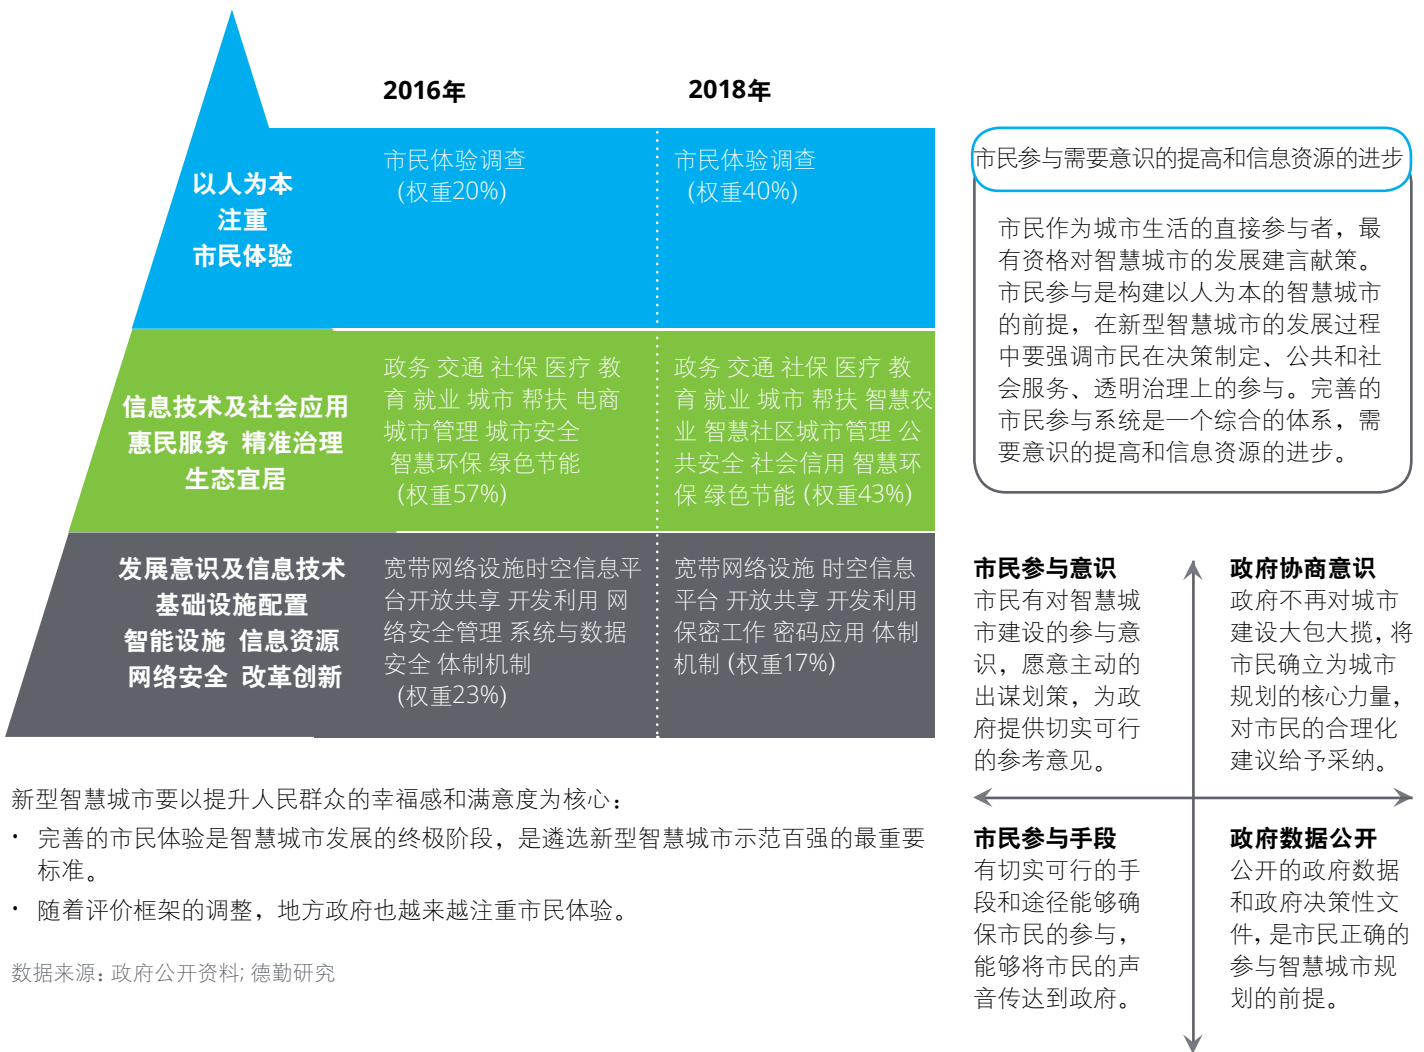 2016年
2018年
以人为本
注重
市民体验
市民体验调查
(权重20%)
市民体验调查
(权重40%)
信息技术及社会应用
惠民服务 精准治理
生态宜居
政务 交通 社保 医疗 教
育 就业 城市 帮扶 电商
城市管理 城市安全
智慧环保 绿色节能
(权重57%)
政务 交通 社保 医疗 教
育 就业 城市 帮扶 智慧农
业 智慧社区城市管理 公
共安全 社会信用 智慧环
保 绿色节能 (权重43%)
发展意识及信息技术
基础设施配置
智能设施 信息资源
网络安全 改革创新
宽带网络设施时空信息平
台开放共享 开发利用 网
络安全管理 系统与数据
安全 体制机制
(权重23%)
宽带网络设施 时空信息
平台 开放共享 开发利用
保密工作 密码应用 体制
机制 (权重17%)
新型智慧城市要以提升人民群众的幸福感和满意度为核心：
· 完善的市民体验是智慧城市发展的终极阶段，是遴选新型智慧城市示范百强的最重要
标准。
· 随着评价框架的调整，地方政府也越来越注重市民体验。
数据来源：政府公开资料; 德勤研究
市民参与需要意识的提高和信息资源的进步
市民作为城市生活的直接参与者，最
有资格对智慧城市的发展建言献策。
市民参与是构建以人为本的智慧城市
的前提，在新型智慧城市的发展过程
中要强调市民在决策制定、公共和社
会服务、透明治理上的参与。完善的
市民参与系统是一个综合的体系，需
要意识的提高和信息资源的进步。
市民参与意识
市民有对智慧城
市建设的参与意
识，愿意主动的
出谋划策，为政
府提供切实可行
的参考意见。
政府协商意识
政府不再对城市
建设大包大揽，将
市民确立为城市
规划的核心力量，
对市民的合理化
建议给予采纳。
市民参与手段
有切实可行的手
段和途径能够确
保市民的参与，
能够将市民的声
音传达到政府。
政府数据公开
公开的政府数据
和政府决策性文
件，是市民正确的
参与智慧城市规
划的前提。